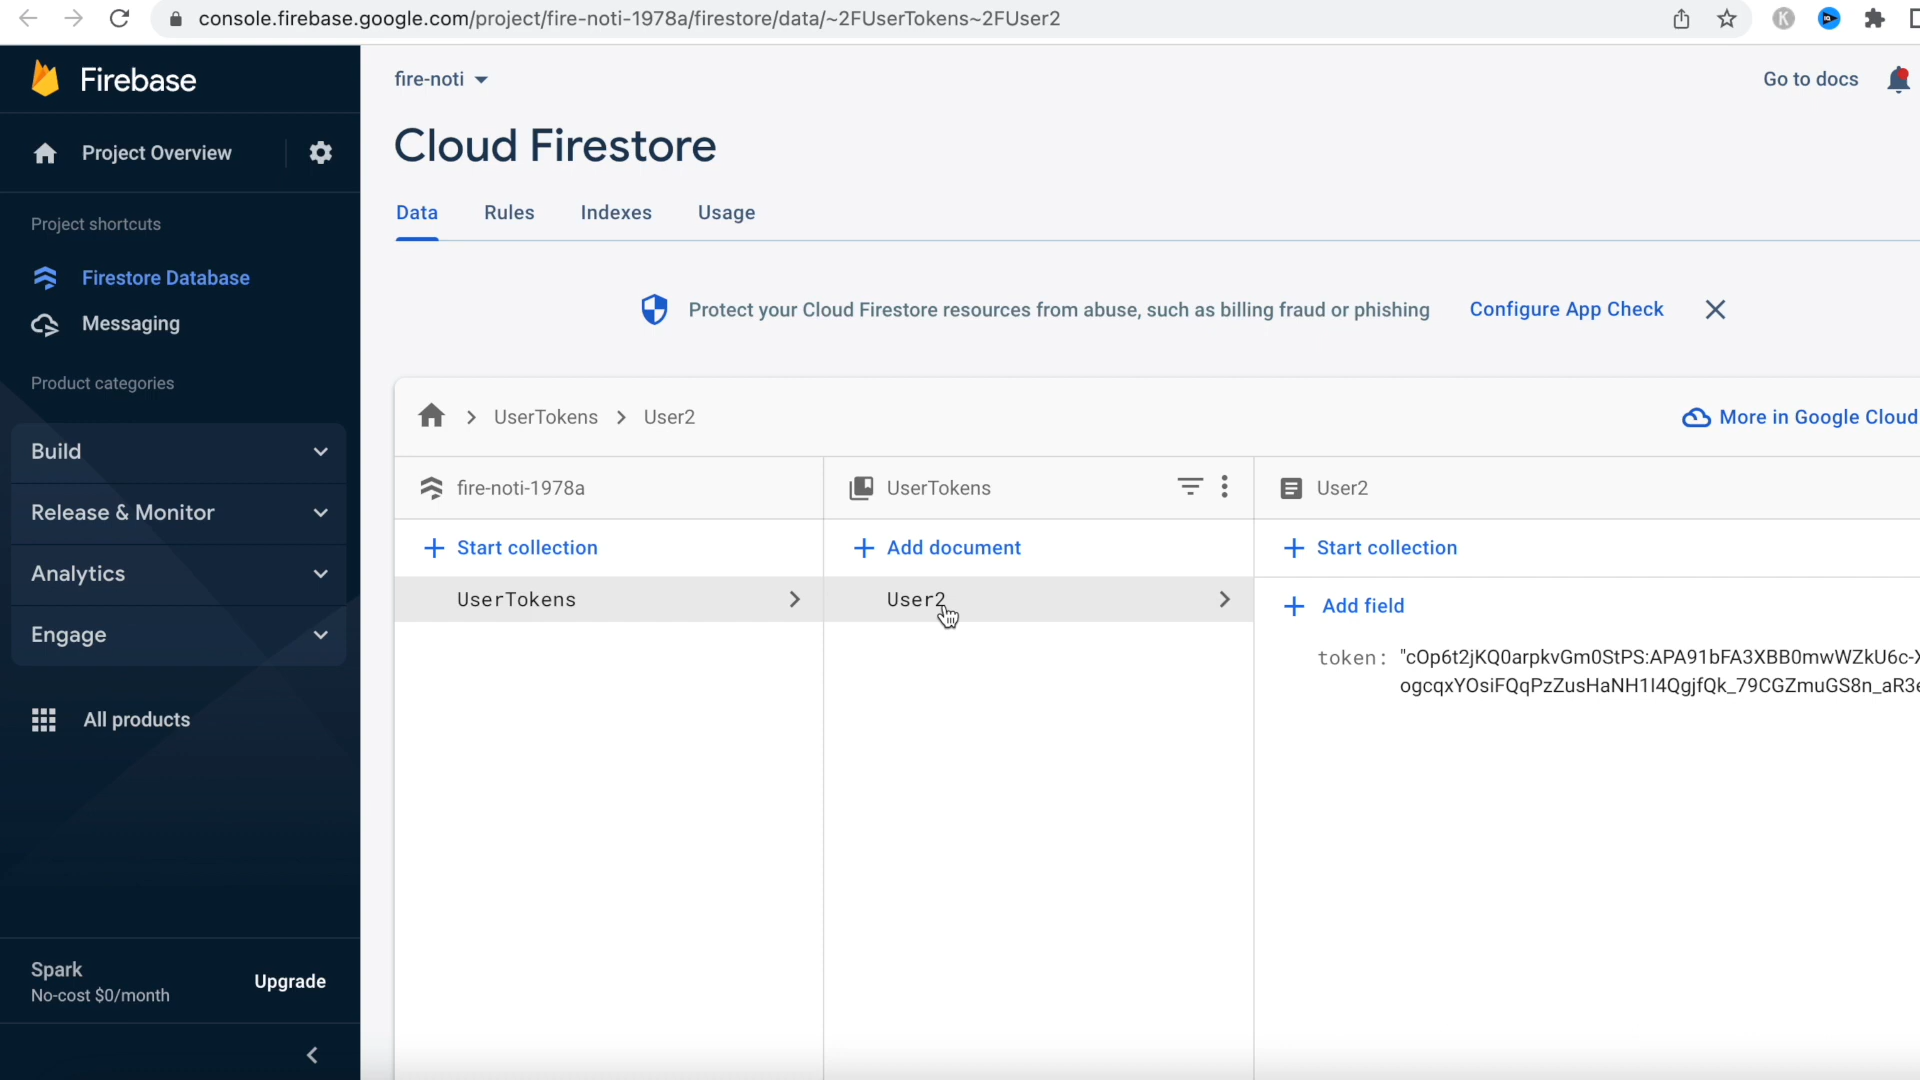 console.firebase.google.com/project/fire-noti-1978a/firestore/data/~2FUserTokens~2FUser2
K
Firebase
fire-noti
Go to docs
Project Overview
Cloud Firestore
Data Rules Indexes Usage
Project shortcuts
Firestore Database
Messaging
Product categories
Build
Release & Monitor
Analytics
Engage
All products
Spark
No-cost $0/month
Upgrade
Protect your Cloud Firestore resources from abuse, such as billing fraud or phishing Configure App Check
UserTokens User2
More in Google Cloud
fire-noti-1978a
Start collection
UserTokens
UserTokens
Add document
User2
User2
Start collection
Add field
token: "cOp6t2jKQ0arpkvGm0StPS:APA91bFA3XBB0mwWZkU6c-X
ogcqxYOsiFQqPzZusHaNH1I4QgjfQk_79CGZmuGS8n_aR3e